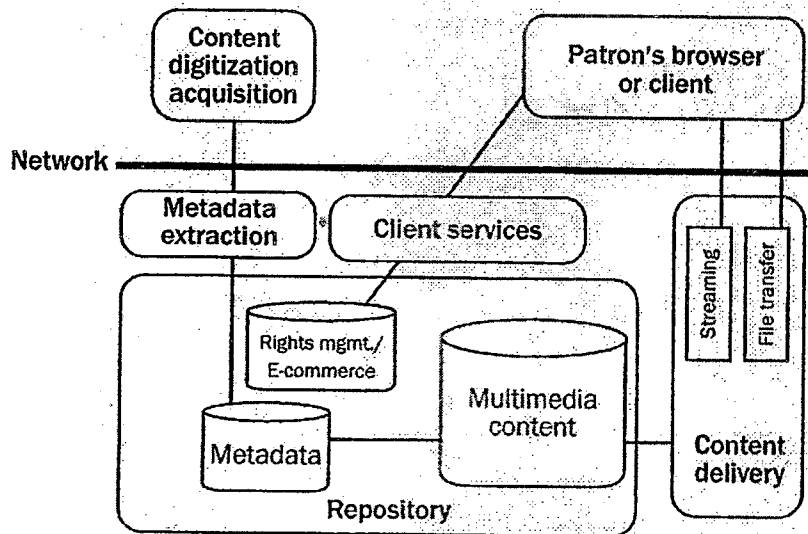 Content
digitization
acquisition
Patron's browser
or client
Network
Metadata
extraction
Client services
Streaming
File transfer
Rights mgmt./
E-commerce
Multimedia
content
Metadata
Content
delivery
Repository